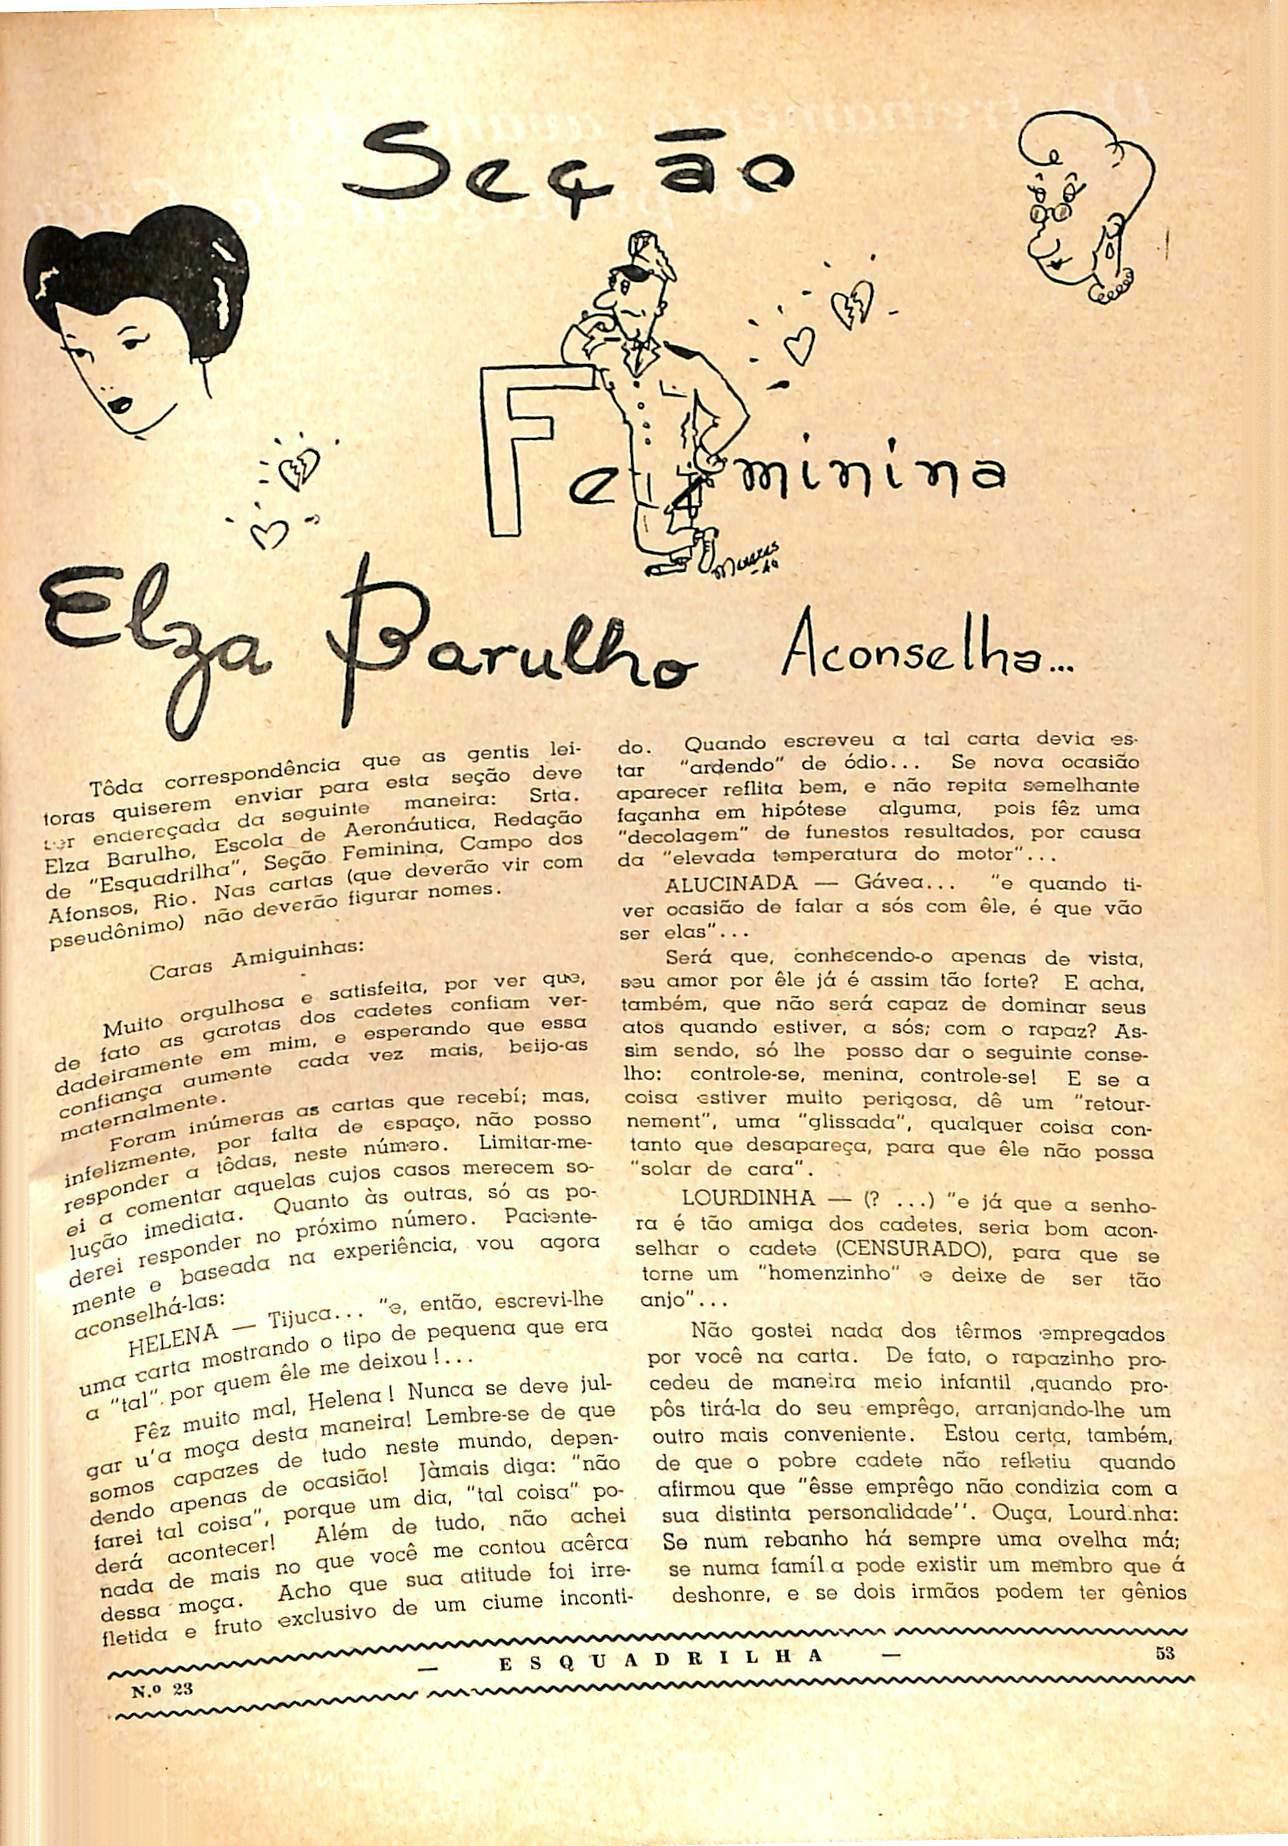 Seção
Feminina
Elza Barulho Aconselha...
Tôda correspondência que as gentis lei-
toras quiserem enviar para esta seção deve
ser endereçada da seguinte maneira: Srta.
Elza Barulho, Escola de Aeronáutica, Redação
de "Esquadrilha", Seção Feminina, Campo dos
Afonsos, Rio. Nas cartas (que deverão vir com
pseudônimo) não deverão figurar nomes.
Caras Amiguinhas:
Muito orgulhosa e satisfeita, por ver que,
de fato as garotas dos cadetes confiam ver-
dadeiramente em mim, e esperando que essa
confiança aumente cada vez mais, beijo-as
maternalmente.
Foram inúmeras as cartas que recebí; mas,
infelizmente, por falta de espaço, não posso
responder a tôdas, neste número. Limitar-me-
ei a comentar aquelas cujos casos merecem so-
lução imediata. Quanto às outras, só as po-
derei responder no próximo número. Paciente-
mente e baseada na experiência, vou agora
aconselhá-las:
HELENA — Tijuca... "e, então, escrevi-lhe
uma carta mostrando o tipo de pequena que era
a "tal" por quem êle me deixou!...
Fêz muito mal, Helena! Nunca se deve jul-
gar u'a moça desta maneira! Lembre-se de que
somos capazes de tudo neste mundo, depen-
dendo apenas de ocasião! Jàmais diga: "não
farei tal coisa", porque um dia, "tal coisa" po-
derá acontecer! Além de tudo, não achei
nada de mais no que você me contou acêrca
dessa moça. Acho que sua atitude foi irre-
fletida e fruto exclusivo de um ciume inconti-
do. Quando escreveu a tal carta devia es-
tar "ardendo" de ódio... Se nova ocasião
aparecer reflita bem, e não repita semelhante
façanha em hipótese alguma, pois fêz uma
"decolagem" de funestos resultados, por causa
da "elevada temperatura do motor"...
ALUCINADA — Gávea... "e quando ti-
ver ocasião de falar a sós com êle, é que vão
ser elas"...
Será que, conhecendo-o apenas de vista,
seu amor por êle já é assim tão forte? E acha,
também, que não será capaz de dominar seus
atos quando estiver, a sós; com o rapaz? As-
sim sendo, só lhe posso dar o seguinte conse-
lho: controle-se, menina, controle-se! E se a
coisa estiver muito perigosa, dê um "retour-
nement", uma "glissada", qualquer coisa con-
tanto que desapareça, para que êle não possa
"solar de cara".
LOURDINHA — (? ...) "e já que a senho-
ra é tão amiga dos cadetes, seria bom acon-
selhar o cadete (CENSURADO), para que se
torne um "homenzinho" e deixe de ser tão
anjo"...
Não gostei nada dos têrmos empregados
por você na carta. De fato, o rapazinho pro-
cedeu de maneira meio infantil ,quando pro-
pôs tirá-la do seu emprêgo, arranjando-lhe um
outro mais conveniente. Estou certa, também,
de que o pobre cadete não refletiu quando
afirmou que "êsse emprêgo não condizia com a
sua distinta personalidade". Ouça, Lourd.nha:
Se num rebanho há sempre uma ovelha má;
se numa famíl.a pode existir um membro que á
deshonre, e se dois irmãos podem ter gênios
— ESQUADRILHA —
53
N.º 23